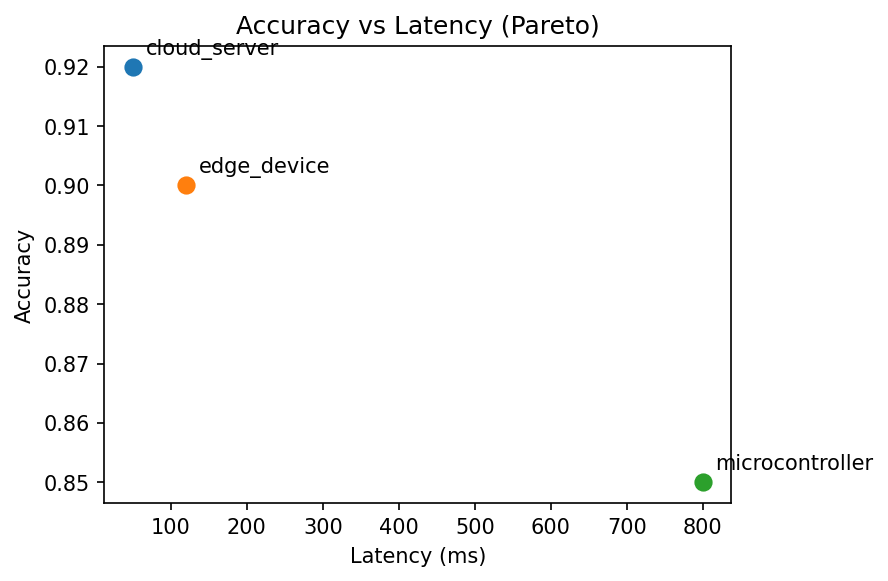 Accuracy vs Latency (Pareto)
cloud_server
0.92
0.91
edge_device
0.90
0.89
Accuracy
0.88
0.87
0.86
microcontroller
0.85
100 200 300 400 500 600 700 800
Latency (ms)